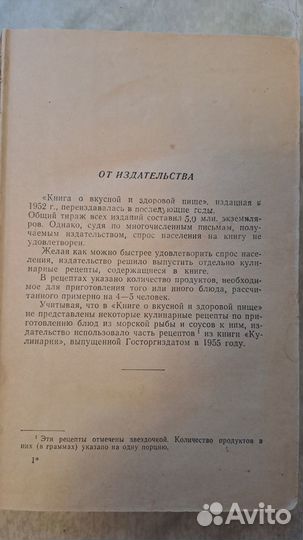 ОТ ИЗДАТЕЛЬСТВА
«Книга о вкусной и здоровой пище», изданная в
1952 г., переиздавалась в последующие годы.
Общий тираж всех изданий составил 5,0 млн. экземпля-
ров. Однако, судя по многочисленным письмам, по-
лучаемым издательством, спрос населения на книгу не
удовлетворен.
Желая как можно быстрее удовлетворить спрос насе-
ления, издательство решило выпустить отдельно кули-
нарные рецепты, содержащиеся в книге.
В рецептах указано количество продуктов, необходи-
мое для приготовления того или иного блюда, рассчи-
танного примерно на 4—5 человек.
Учитывая, что в «Книге о вкусной и здоровой пище» не
представлены некоторые кулинарные рецепты по при-
готовлению блюд из морской рыбы и соусов к ним, изда-
тельство использовало часть рецептов ¹ из книги «Ку-
линария», выпущенной Госторгиздатом в 1955 году.
¹ Эти рецепты отмечены звездочкой. Количество продуктов в
них (в граммах) указано на одну порцию.
1*
Avito